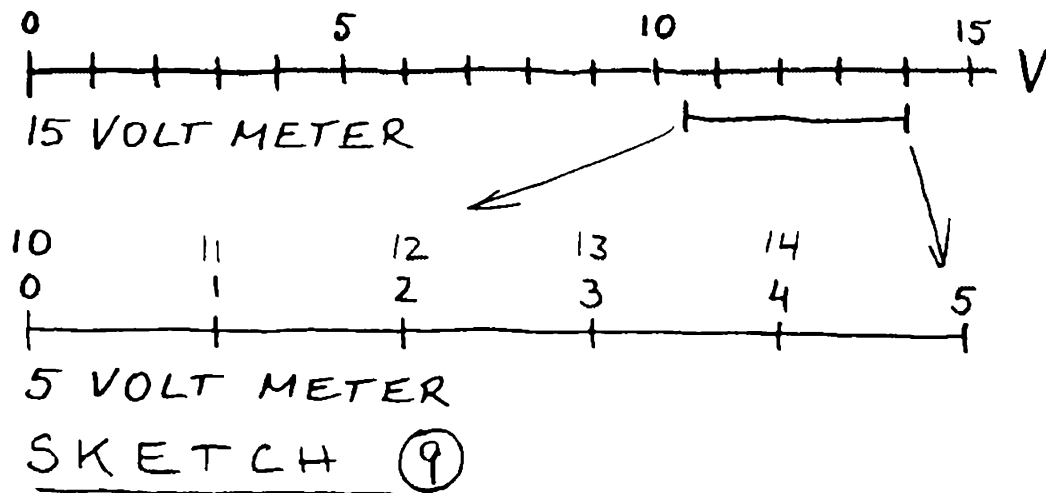 0 5 10 15 V
15 VOLT METER
10 11 12 13 14
0 1 2 3 4 5
5 VOLT METER
SKETCH 9